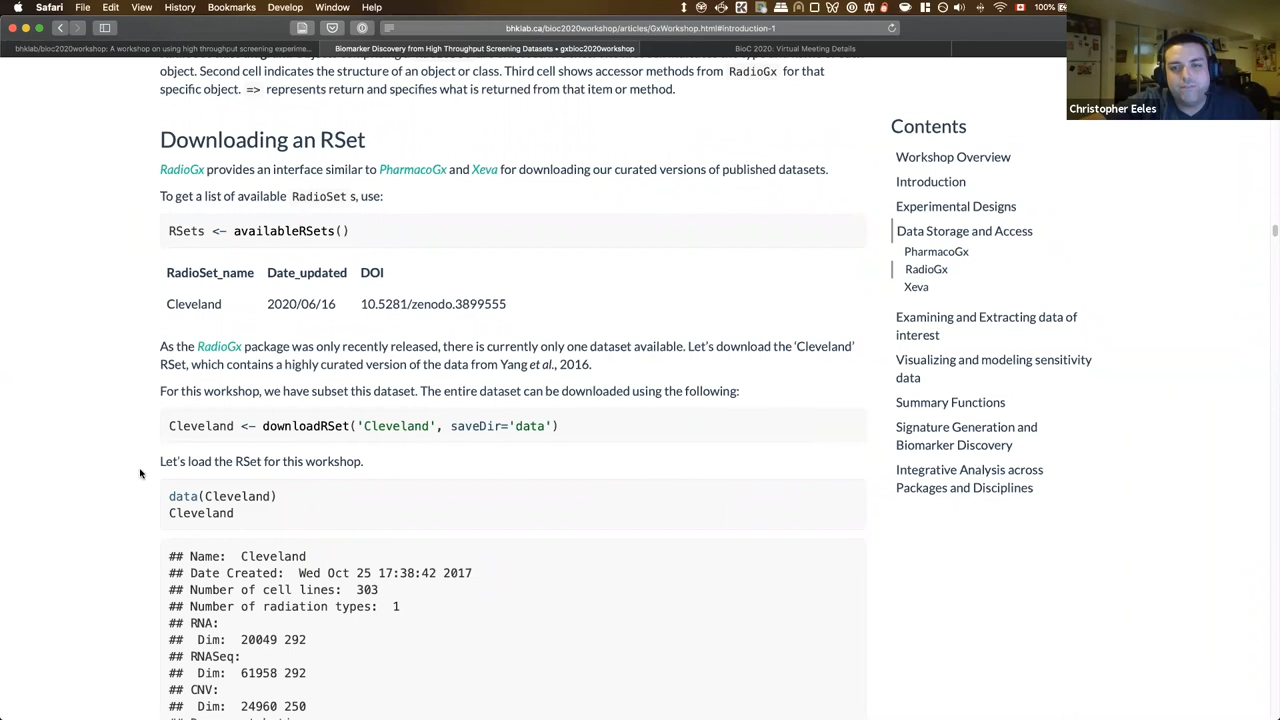 Safari File Edit View History Bookmarks Develop Window Help 100%
bhklab.ca/bioc2020workshop/articles/GxWorkshop.html#introduction-1
bhklab/bioc2020workshop: A workshop on using high throughput screening experime...
Biomarker Discovery from High Throughput Screening Datasets • gxbioc2020workshop
BioC 2020: Virtual Meeting Details
Christopher Eeles
object. Second cell indicates the structure of an object or class. Third cell shows accessor methods from RadioGx for that
specific object. => represents return and specifies what is returned from that item or method.
Downloading an RSet
RadioGx provides an interface similar to PharmacoGx and Xeva for downloading our curated versions of published datasets.
To get a list of available RadioSet s, use:
RSets <- availableRSets()
RadioSet_name Date_updated DOI
Cleveland 2020/06/16 10.5281/zenodo.3899555
As the RadioGx package was only recently released, there is currently only one dataset available. Let's download the 'Cleveland'
RSet, which contains a highly curated version of the data from Yang et al., 2016.
For this workshop, we have subset this dataset. The entire dataset can be downloaded using the following:
Cleveland <- downloadRSet('Cleveland', saveDir='data')
Let's load the RSet for this workshop.
data(Cleveland)
Cleveland
## Name: Cleveland
## Date Created: Wed Oct 25 17:38:42 2017
## Number of cell lines: 303
## Number of radiation types: 1
## RNA:
## Dim: 20049 292
## RNASeq:
## Dim: 61958 292
## CNV:
## Dim: 24960 250
Contents
Workshop Overview
Introduction
Experimental Designs
Data Storage and Access
PharmacoGx
RadioGx
Xeva
Examining and Extracting data of
interest
Visualizing and modeling sensitivity
data
Summary Functions
Signature Generation and
Biomarker Discovery
Integrative Analysis across
Packages and Disciplines